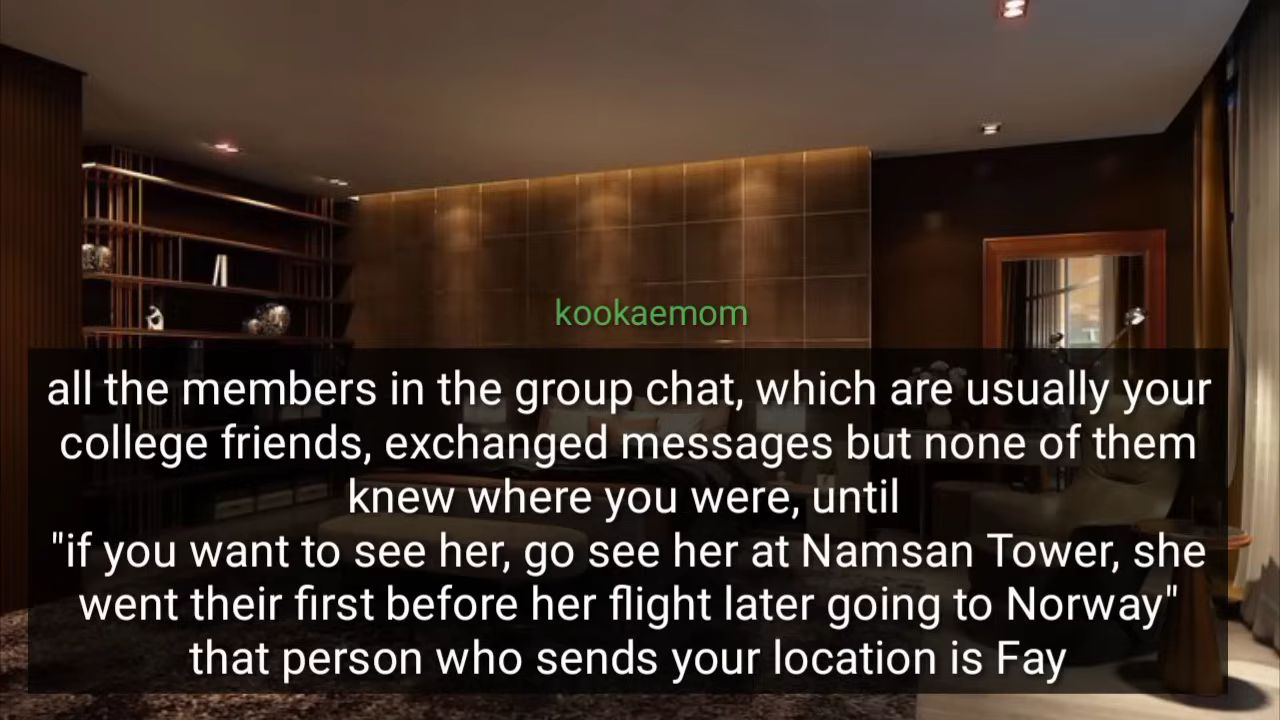 kookaemom
all the members in the group chat, which are usually your
college friends, exchanged messages but none of them
knew where you were, until
"if you want to see her, go see her at Namsan Tower, she
went their first before her flight later going to Norway"
that person who sends your location is Fay